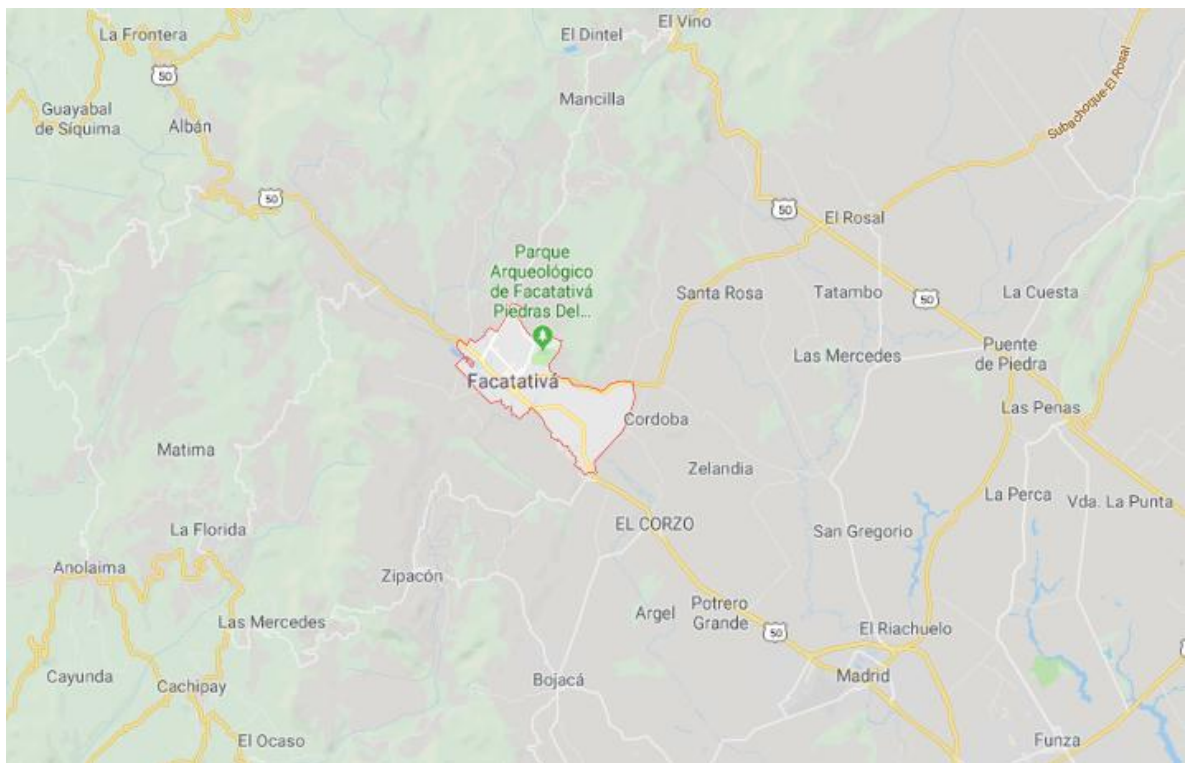 La Frontera
El Dintel
El Vino
50
Mancilla
Guayabal
de Síquima
Albán
Subachoque-El Rosal
50
50
El Rosal
Parque
Arqueológico
de Facatativá
Piedras Del...
Santa Rosa
Tatambo
50
La Cuesta
Las Mercedes
Puente
de Piedra
Facatativá
Cordoba
Las Penas
Matima
Zelandia
La Perca
Vda. La Punta
La Florida
EL CORZO
San Gregorio
Anolaima
Zipacón
Las Mercedes
Argel
Potrero
Grande
50
El Riachuelo
Cayunda
Cachipay
Bojacá
Madrid
El Ocaso
Funza